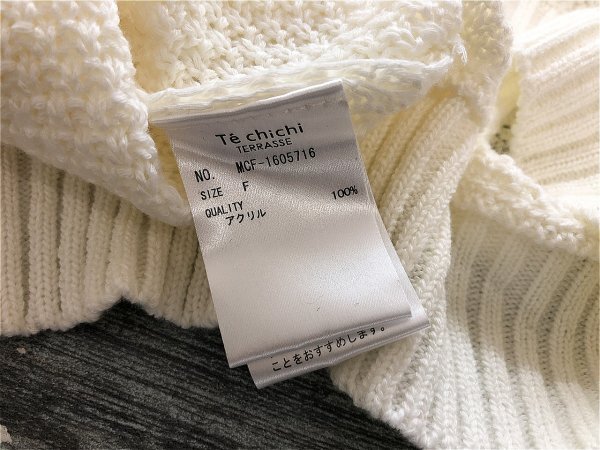 Té chichi
TERRASSE
NO. MCF-1605716
SIZE F
QUALITY
アクリル 100%
ことをおすすめします。